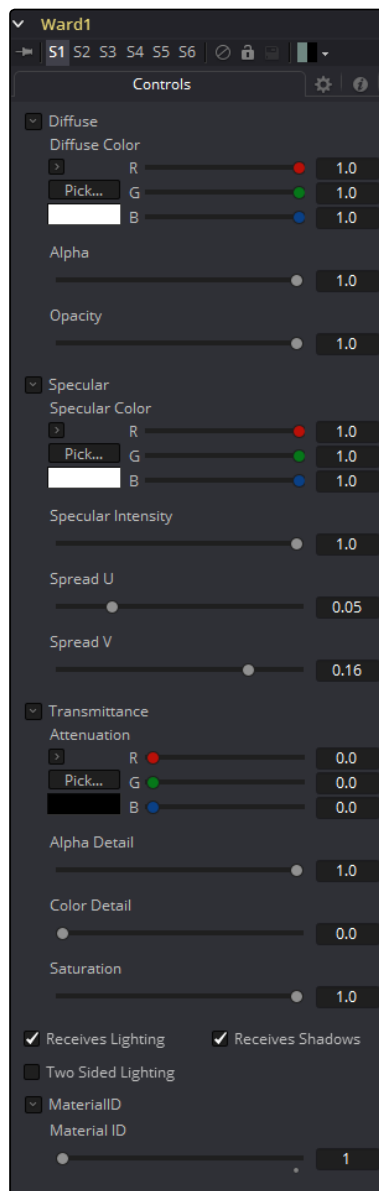 Ward1
S1 S2 S3 S4 S5 S6
Controls
Diffuse
Diffuse Color
R 1.0
Pick... G 1.0
B 1.0
Alpha
1.0
Opacity
1.0
Specular
Specular Color
R 1.0
Pick... G 1.0
B 1.0
Specular Intensity
1.0
Spread U
0.05
Spread V
0.16
Transmittance
Attenuation
R 0.0
Pick... G 0.0
B 0.0
Alpha Detail
1.0
Color Detail
0.0
Saturation
1.0
Receives Lighting Receives Shadows
Two Sided Lighting
MaterialID
Material ID
1